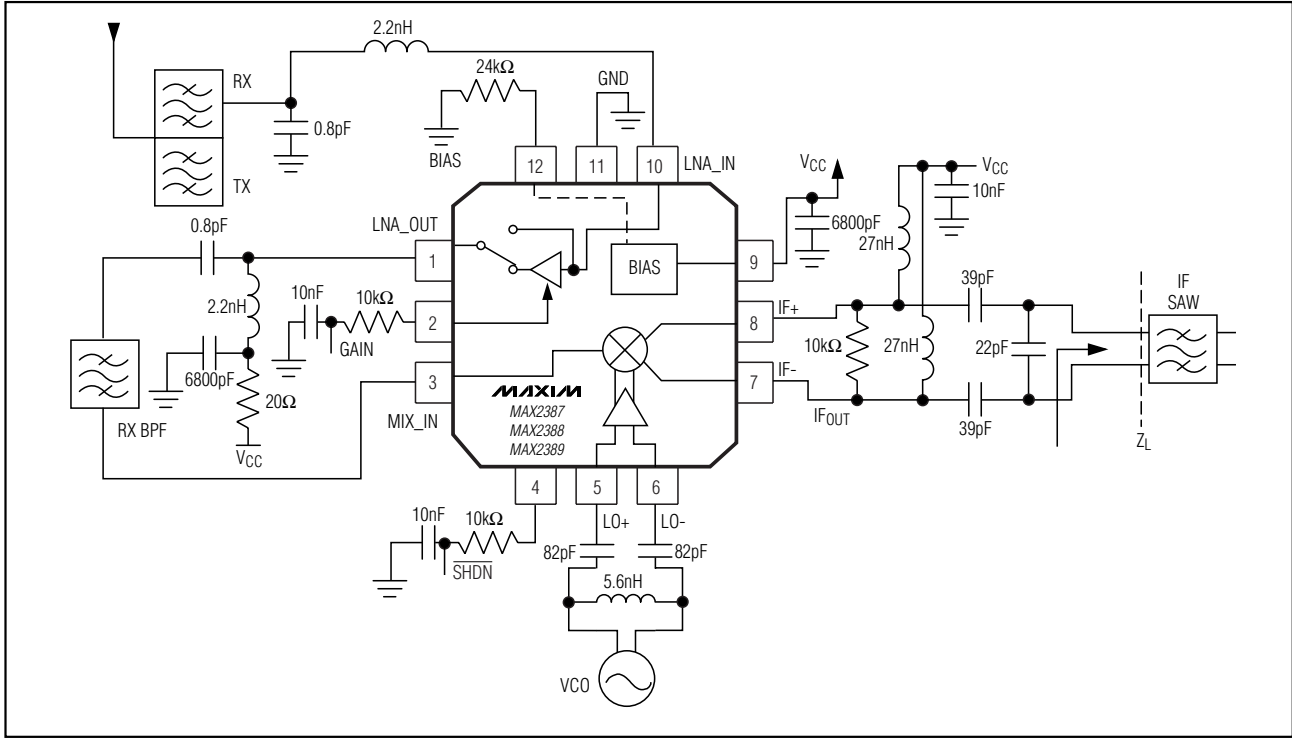 2.2nH
RX
TX
0.8pF
24kΩ
BIAS
GND
12
11
10
LNA_IN
VCC
6800pF
VCC
10nF
27nH
0.8pF
LNA_OUT
1
BIAS
9
2.2nH
10nF
10kΩ
2
GAIN
8
IF+
10kΩ
27nH
39pF
22pF
IF
SAW
6800pF
20Ω
VCC
RX BPF
3
MIX_IN
MAXIM
MAX2387
MAX2388
MAX2389
7
IF-
IFOUT
39pF
ZL
4
5
6
10nF
10kΩ
SHDN
LO+
LO-
82pF
82pF
5.6nH
VCO